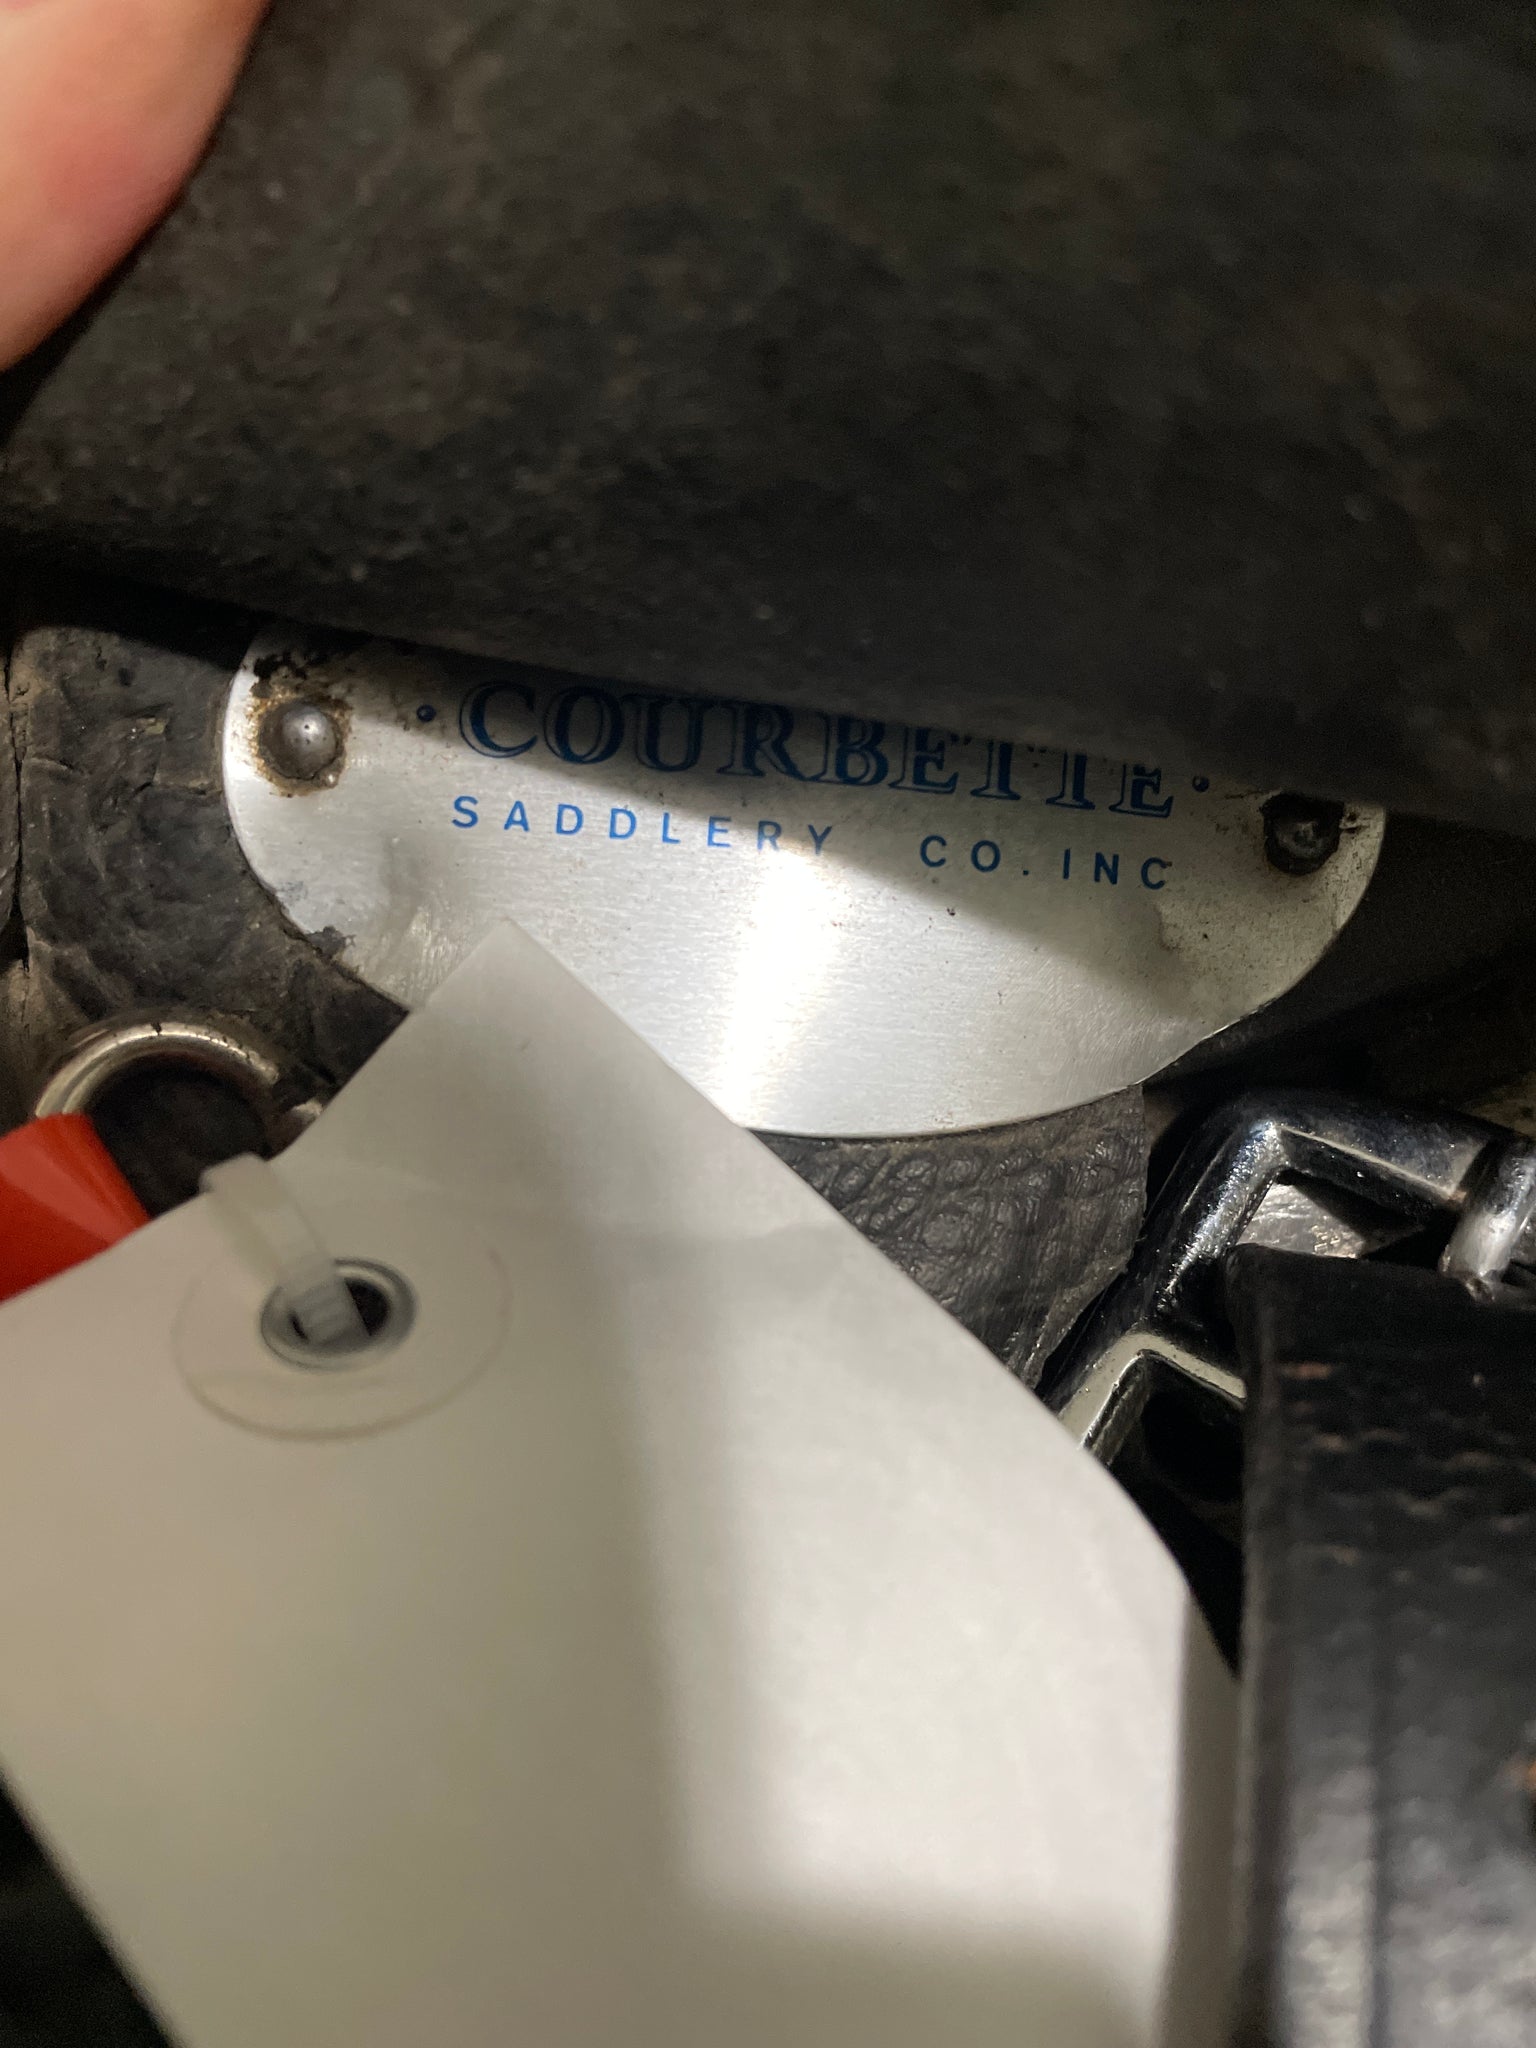 · COURBETTE ·
SADDLERY CO. INC